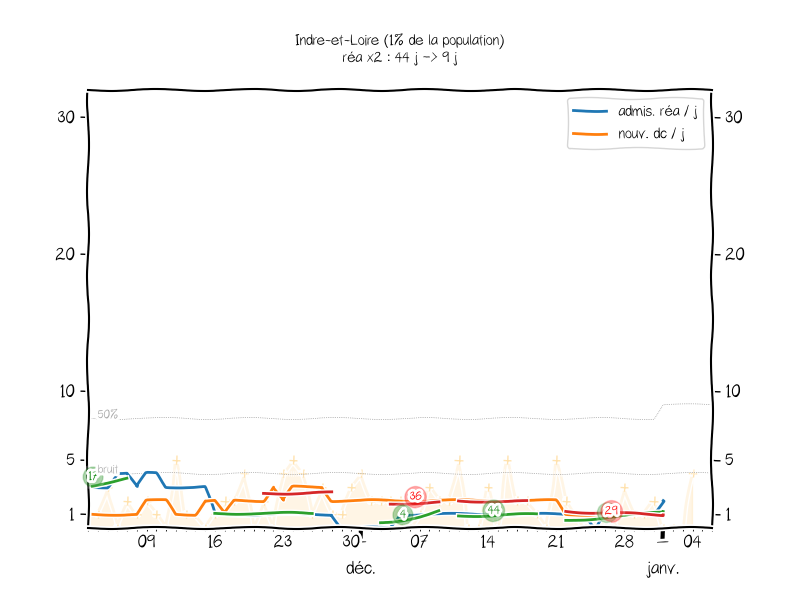 Indre-et-Loire (1% de la population)
réa x2 : 44 j -> 9 j
admis. réa / j
nouv. dc / j
30 30
20 20
10 10
50%
5 5
bruit
17
36
4
44
29
1 1
09 16 23 30 07 14 21 28 04
déc. janv.